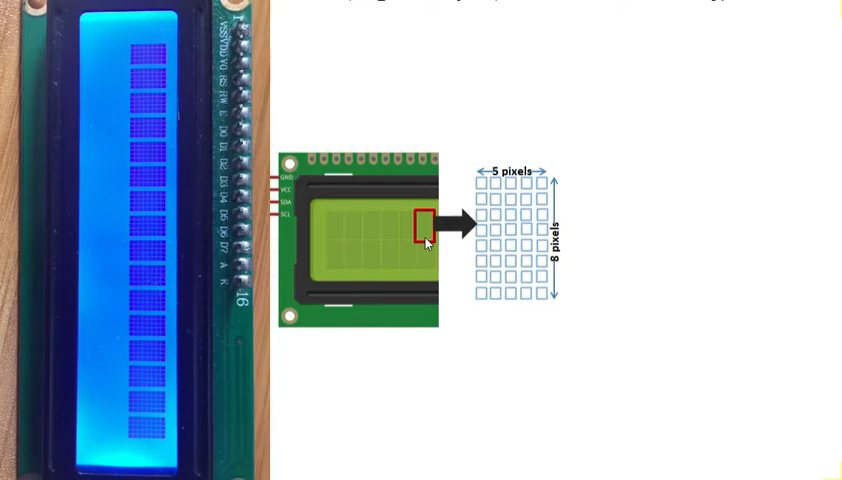 1
VSS
VDD
VO
RS
RW
E
D0
D1
D2
D3
D4
D5
D6
D7
A
K
16
GND
VCC
SDA
SCL
5 pixels
8 pixels